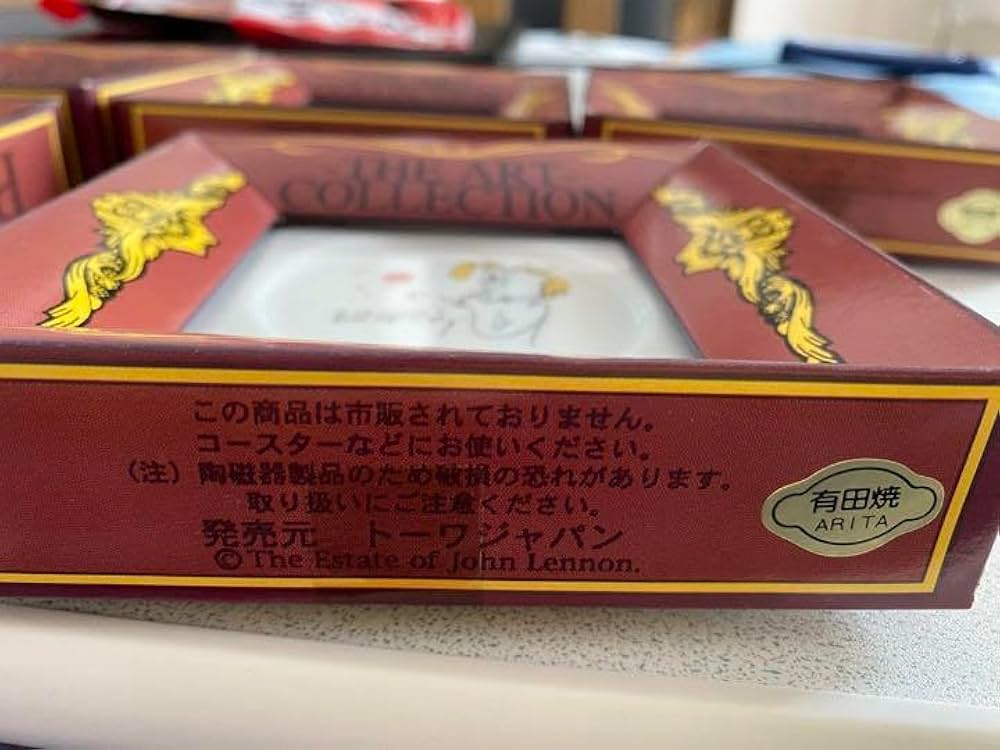 THE ART
COLLECTION
この商品は市販されておりません。
コースターなどにお使いください。
（注） 陶磁器製品のため破損の恐れがあります。
取り扱いにご注意ください。
発売元　トーワジャパン
© The Estate of John Lennon.
有田焼
ARITA